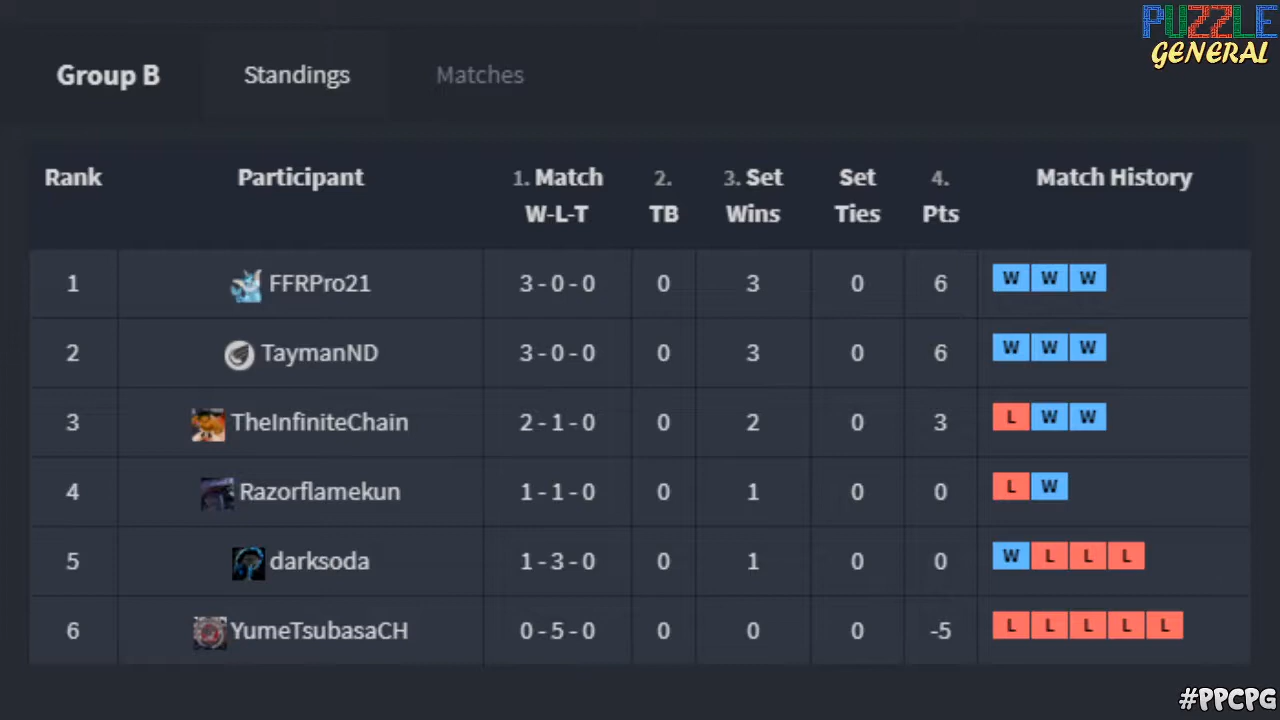 PUZZLE
GENERAL
Group B Standings Matches
Rank Participant 1. Match W-L-T 2. TB 3. Set Wins Set Ties 4. Pts Match History
1 FFRPro21 3 - 0 - 0 0 3 0 6 W W W
2 TaymanND 3 - 0 - 0 0 3 0 6 W W W
3 TheInfiniteChain 2 - 1 - 0 0 2 0 3 L W W
4 Razorflamekun 1 - 1 - 0 0 1 0 0 L W
5 darksoda 1 - 3 - 0 0 1 0 0 W L L L
6 YumeTsubasaCH 0 - 5 - 0 0 0 0 -5 L L L L L
#PPCPG